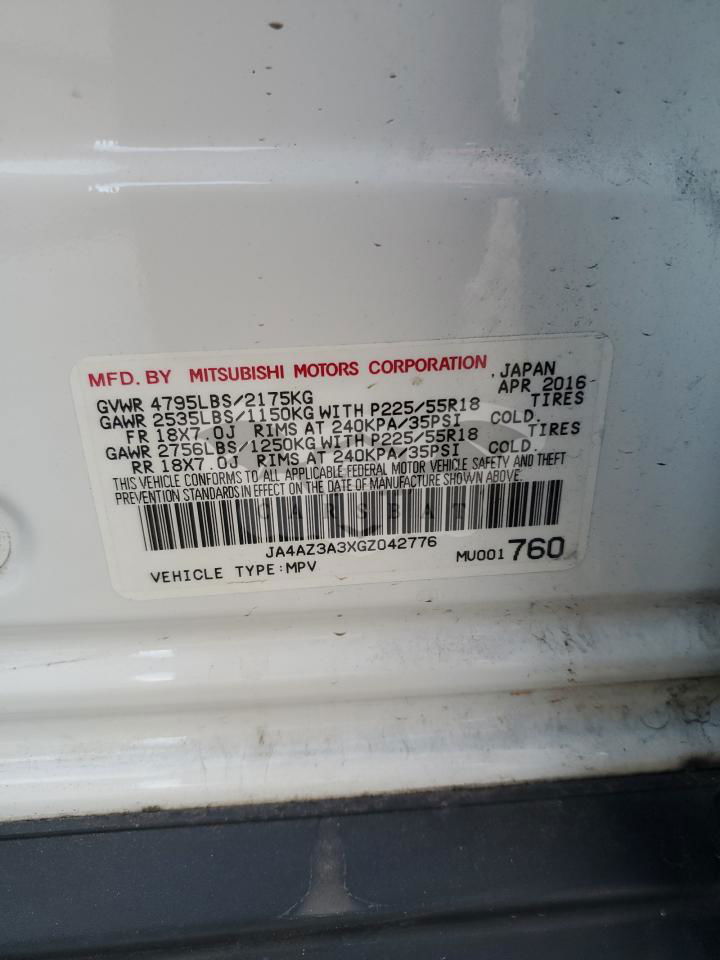 MFD. BY MITSUBISHI MOTORS CORPORATION, JAPAN
GVWR 4795LBS/2175KG APR 2016
GAWR 2535LBS/1150KG WITH P225/55R18 TIRES
FR 18X7.0J RIMS AT 240KPA/35PSI COLD.
GAWR 2756LBS/1250KG WITH P225/55R18 TIRES
RR 18X7.0J RIMS AT 240KPA/35PSI COLD.
THIS VEHICLE CONFORMS TO ALL APPLICABLE FEDERAL MOTOR VEHICLE SAFETY AND THEFT
PREVENTION STANDARDS IN EFFECT ON THE DATE OF MANUFACTURE SHOWN ABOVE.
JA4AZ3A3XGZ042776
VEHICLE TYPE:MPV MU001 760